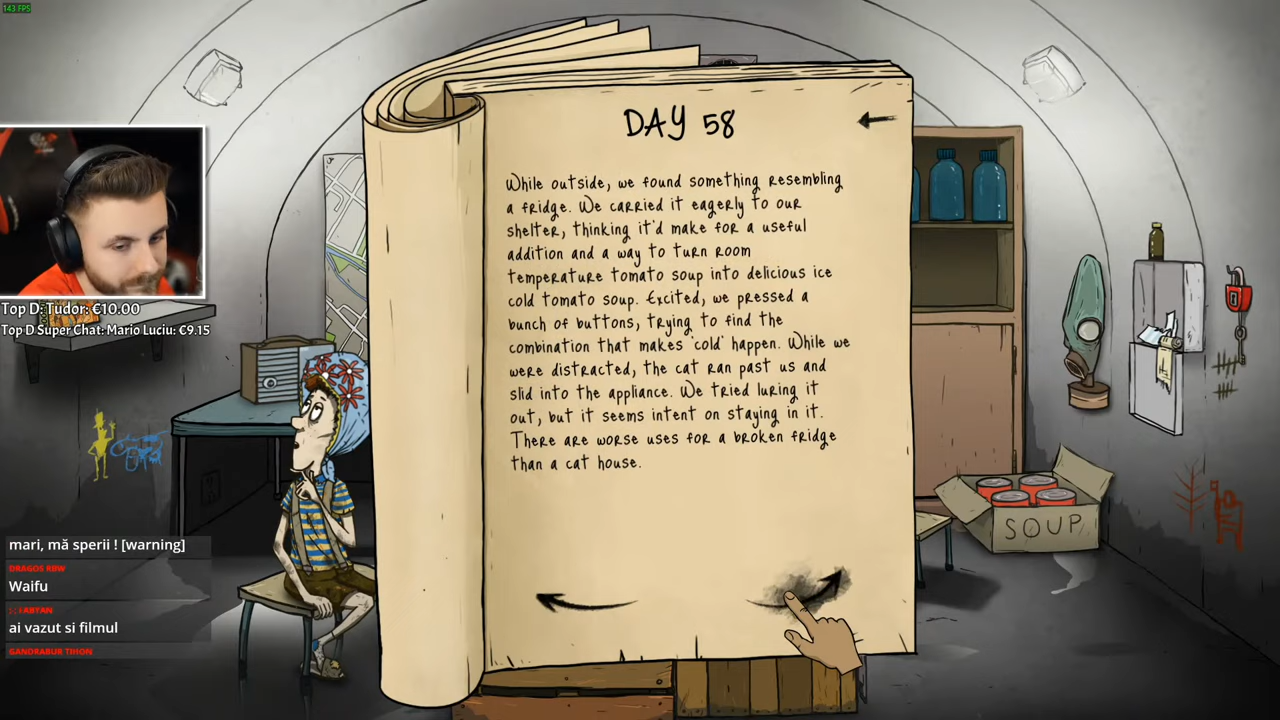 143 FPS
DAY 58
While outside, we found something resembling
a fridge. We carried it eagerly to our
shelter, thinking it'd make for a useful
addition and a way to turn room
temperature tomato soup into delicious ice
cold tomato soup. Excited, we pressed a
bunch of buttons, trying to find the
combination that makes 'cold' happen. While we
were distracted, the cat ran past us and
slid into the appliance. We tried luring it
out, but it seems intent on staying in it.
There are worse uses for a broken fridge
than a cat house.
Top D: Tudor: €10.00
Top D Super Chat: Mario Luciu: €9.15
mari, mă sperii ! [warning]
Waifu
ai vazut si filmul
GANDRABUR TIHON
SOUP